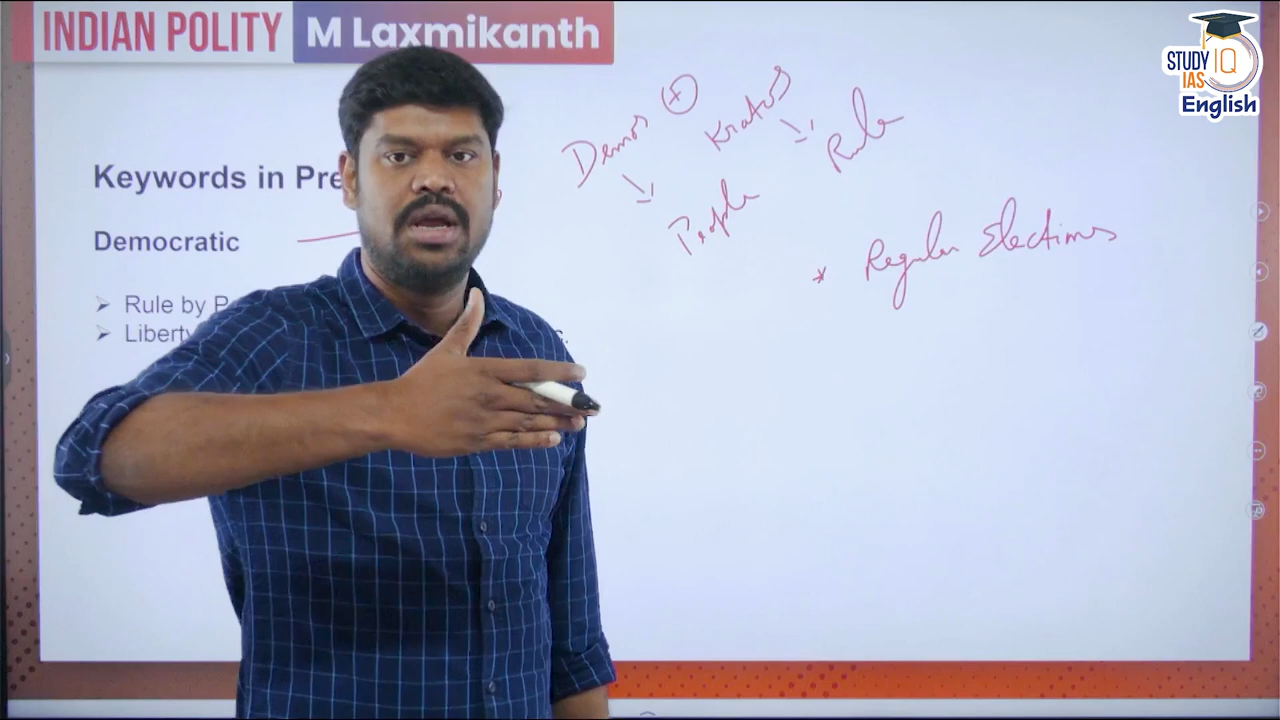 INDIAN POLITY M Laxmikanth
STUDY IQ
IAS
English
Keywords in Pre
Democratic
Rule by P
Liberty
Demos + Kratos
People
Rule
* Regular Elections